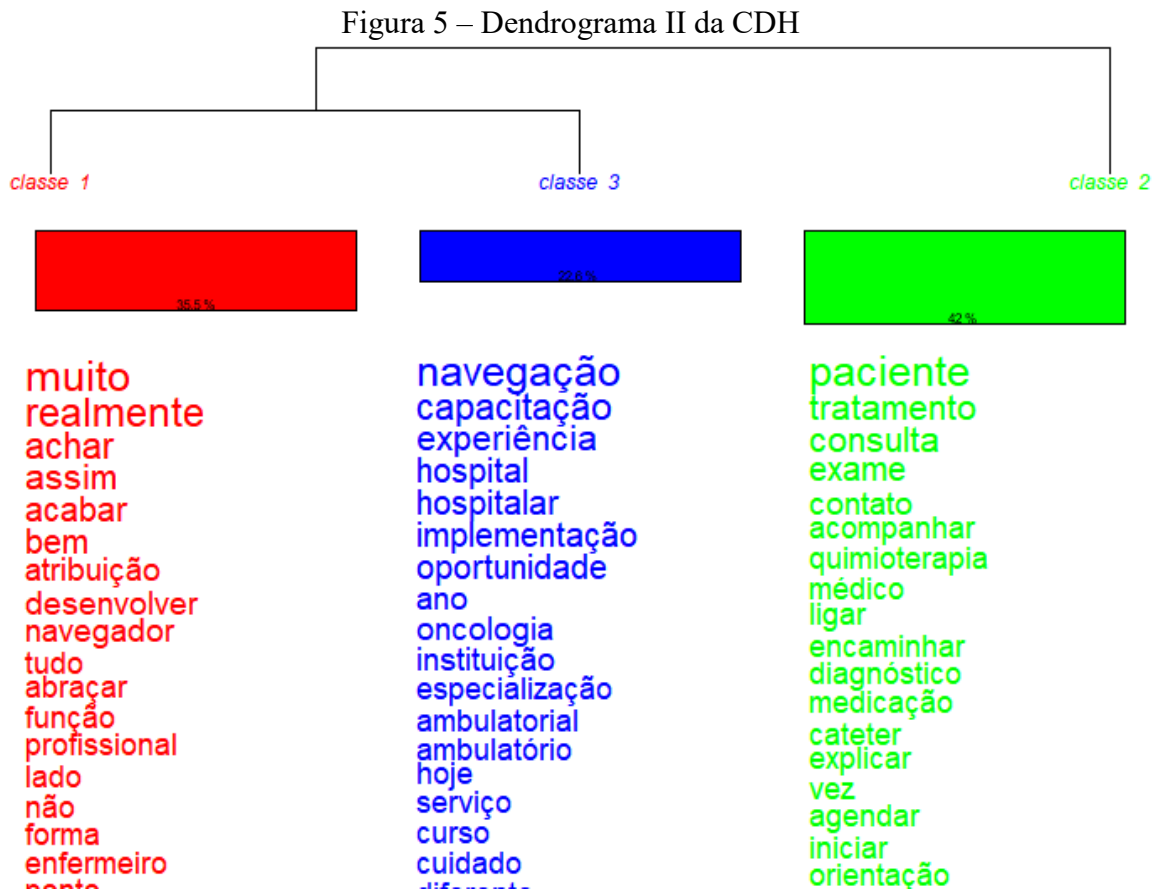 Figura 5 – Dendrograma II da CDH
classe 1
classe 3
classe 2
35.5 %
22.6 %
42 %
muito
realmente
achar
assim
acabar
bem
atribuição
desenvolver
navegador
tudo
abraçar
função
profissional
lado
não
forma
enfermeiro
navegação
capacitação
experiência
hospital
hospitalar
implementação
oportunidade
ano
oncologia
instituição
especialização
ambulatorial
ambulatório
hoje
serviço
curso
cuidado
paciente
tratamento
consulta
exame
contato
acompanhar
quimioterapia
médico
ligar
encaminhar
diagnóstico
medicação
cateter
explicar
vez
agendar
iniciar
orientação